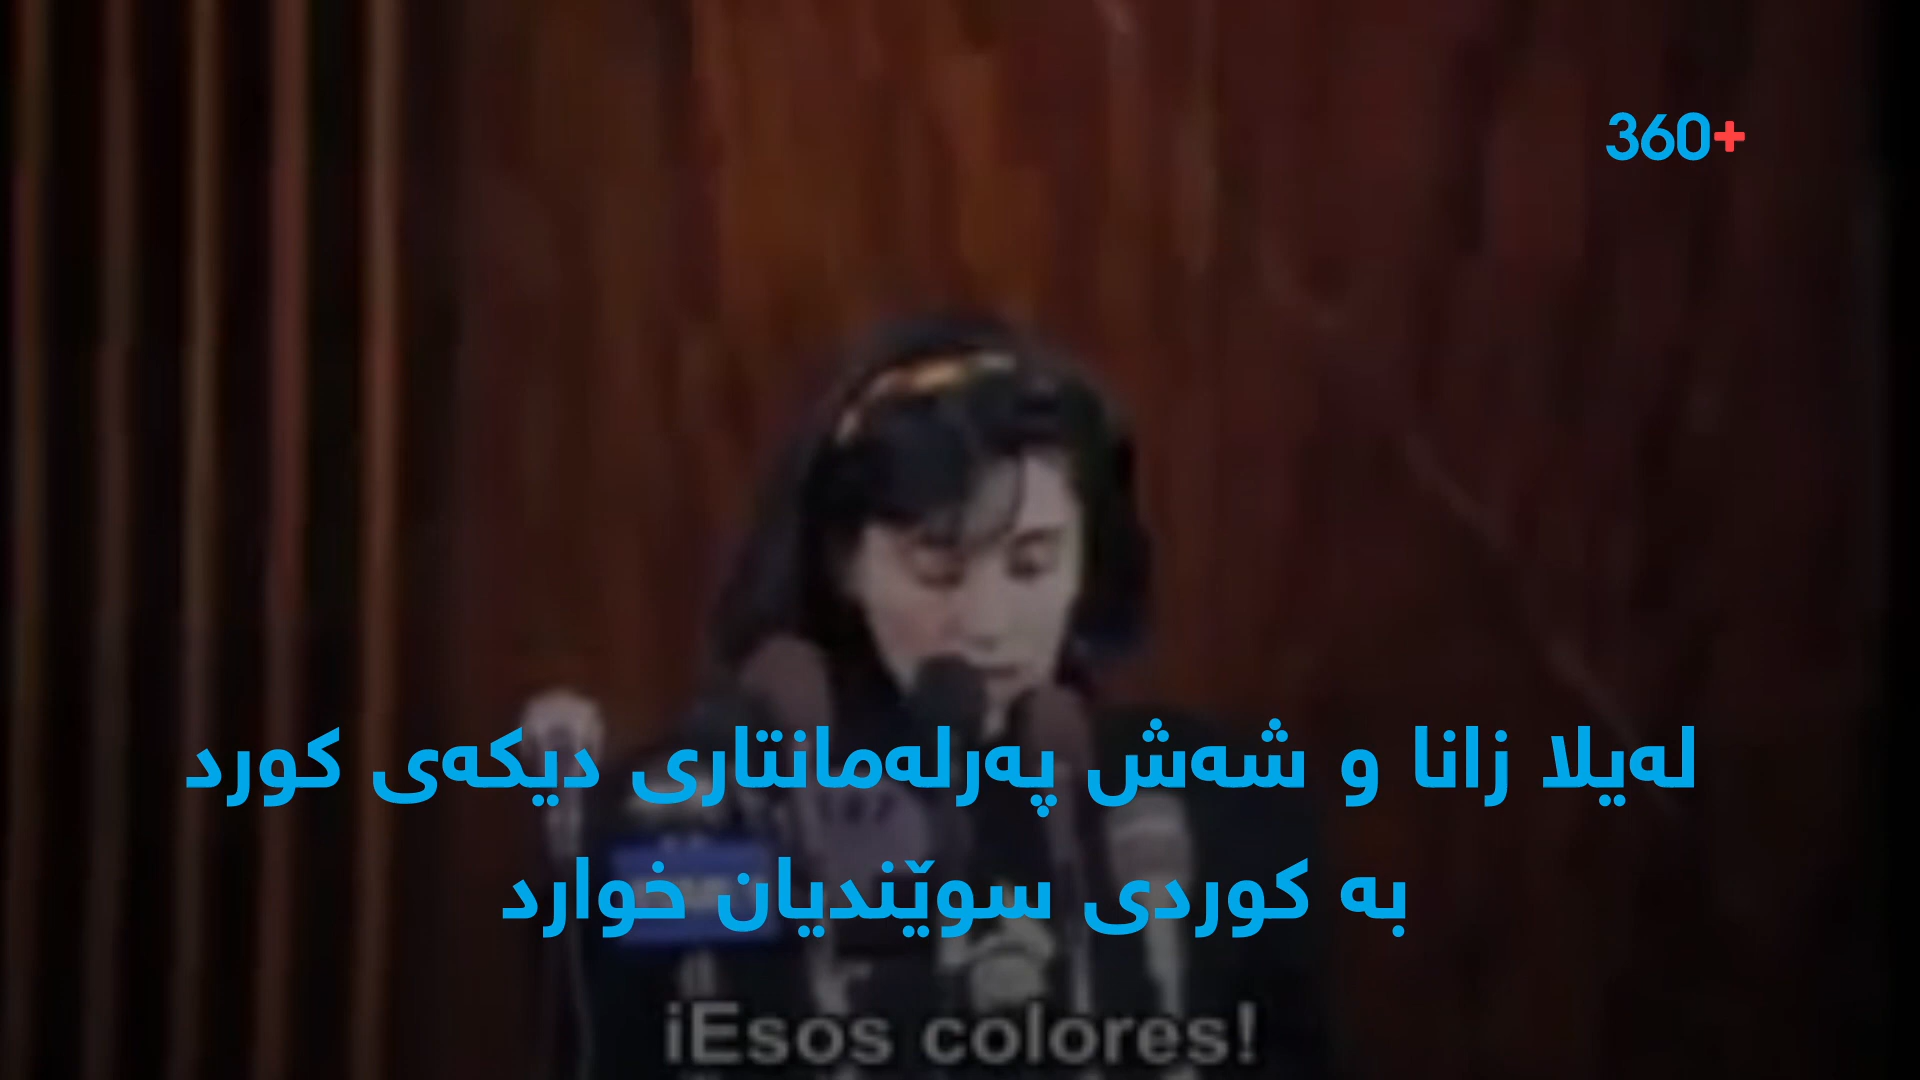 360+
لەیلا زانا و شەش پەرلەمانتاری دیکەی کورد
بە کوردی سوێندیان خوارد
¡Esos colores!